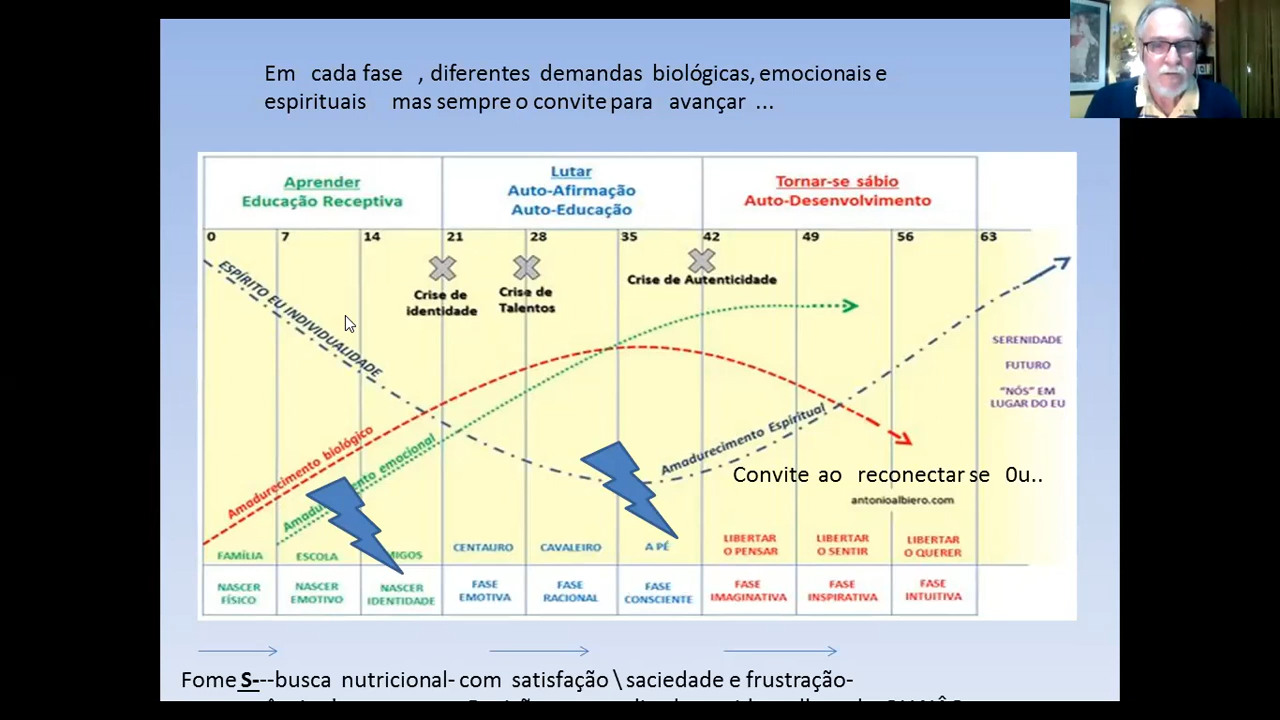 Em cada fase , diferentes demandas biológicas, emocionais e
espirituais mas sempre o convite para avançar ...
Aprender
Educação Receptiva
Lutar
Auto-Afirmação
Auto-Educação
Tornar-se sábio
Auto-Desenvolvimento
0 7 14 21 28 35 42 49 56 63
ESPÍRITO EU INDIVIDUALIDADE
Crise de
identidade
Crise de
Talentos
Crise de Autenticidade
SERENIDADE
FUTURO
"NÓS" EM
LUGAR DO EU
Amadurecimento biológico
emocional
Amadurecimento Espiritual
Convite ao reconectar se 0u..
antonioalbiero.com
FAMÍLIA
ESCOLA
CENTAURO
CAVALEIRO
A PÉ
LIBERTAR
O PENSAR
LIBERTAR
O SENTIR
LIBERTAR
O QUERER
NASCER
FÍSICO
NASCER
EMOTIVO
NASCER
IDENTIDADE
FASE
EMOTIVA
FASE
RACIONAL
FASE
CONSCIENTE
FASE
IMAGINATIVA
FASE
INSPIRATIVA
FASE
INTUITIVA
Fome S---busca nutricional- com satisfação \ saciedade e frustração-